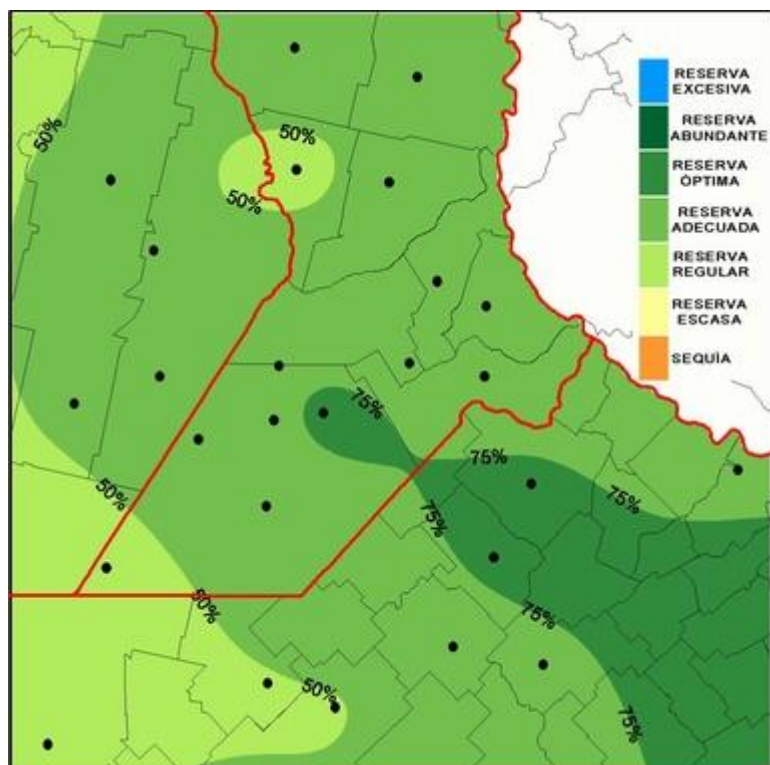 RESERVA
EXCESIVA
RESERVA
ABUNDANTE
RESERVA
ÓPTIMA
RESERVA
ADECUADA
RESERVA
REGULAR
RESERVA
ESCASA
SEQUÌA
50%
50%
50%
75%
75%
50%
75%
75%
50%
75%
50%
75%